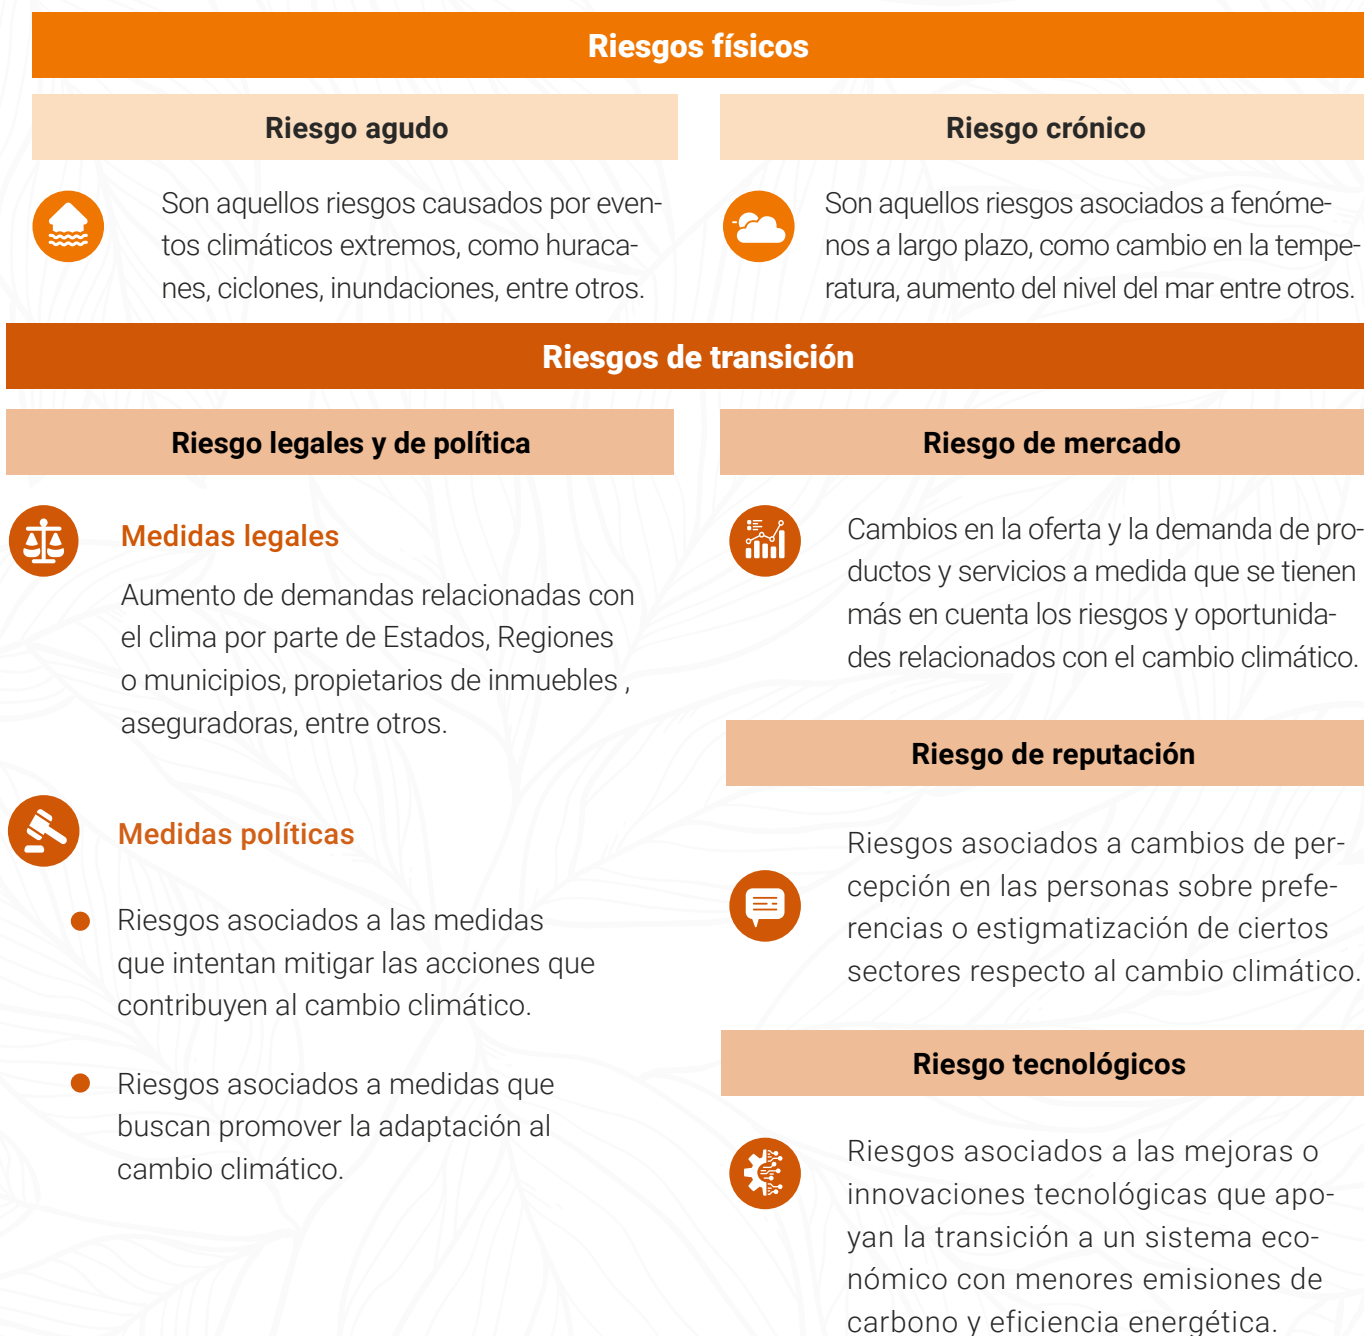 Riesgos físicos
Riesgo agudo
Son aquellos riesgos causados por even-
tos climáticos extremos, como huraca-
nes, ciclones, inundaciones, entre otros.
Riesgo crónico
Son aquellos riesgos asociados a fenóme-
nos a largo plazo, como cambio en la tempe-
ratura, aumento del nivel del mar entre otros.
Riesgos de transición
Riesgo legales y de política
Medidas legales
Aumento de demandas relacionadas con
el clima por parte de Estados, Regiones
o municipios, propietarios de inmuebles ,
aseguradoras, entre otros.
Medidas políticas
Riesgos asociados a las medidas
que intentan mitigar las acciones que
contribuyen al cambio climático.
Riesgos asociados a medidas que
buscan promover la adaptación al
cambio climático.
Riesgo de mercado
Cambios en la oferta y la demanda de pro-
ductos y servicios a medida que se tienen
más en cuenta los riesgos y oportunida-
des relacionados con el cambio climático.
Riesgo de reputación
Riesgos asociados a cambios de per-
cepción en las personas sobre prefe-
rencias o estigmatización de ciertos
sectores respecto al cambio climático.
Riesgo tecnológicos
Riesgos asociados a las mejoras o
innovaciones tecnológicas que apo-
yan la transición a un sistema eco-
nómico con menores emisiones de
carbono y eficiencia energética.